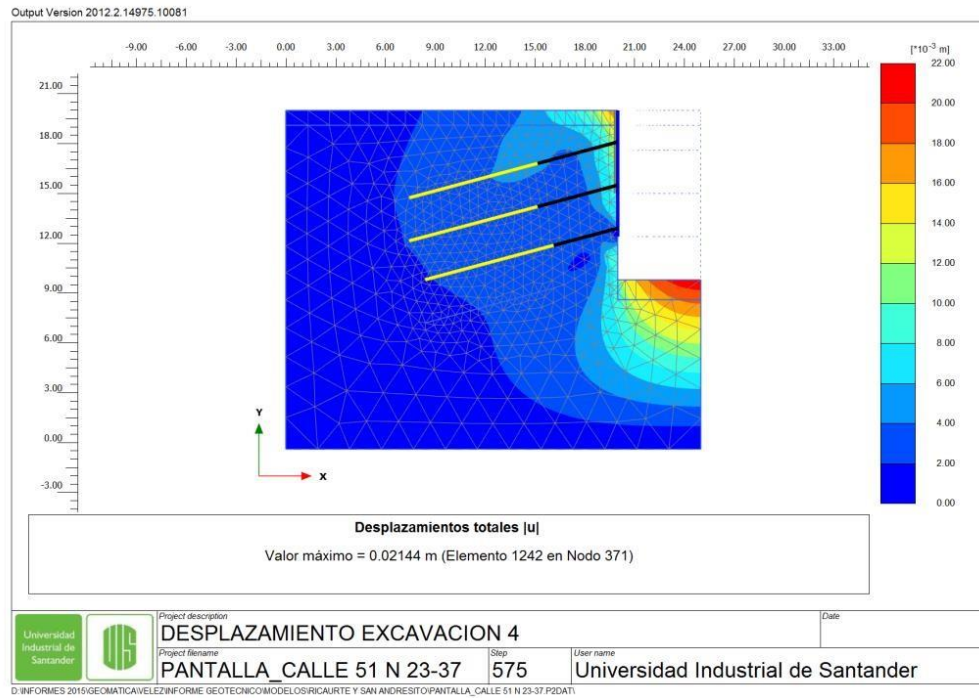 Output Version 2012.2.14975.10081
-9.00 -6.00 -3.00 0.00 3.00 6.00 9.00 12.00 15.00 18.00 21.00 24.00 27.00 30.00 33.00
[*10⁻³ m]
21.00
18.00
15.00
12.00
9.00
6.00
3.00
0.00
-3.00
22.00
20.00
18.00
16.00
14.00
12.00
10.00
8.00
6.00
4.00
2.00
0.00
Y
X
Desplazamientos totales |u|
Valor máximo = 0.02144 m (Elemento 1242 en Nodo 371)
Universidad
Industrial de
Santander
UIS
Project description
DESPLAZAMIENTO EXCAVACION 4
Date
Project filename
PANTALLA_CALLE 51 N 23-37
Step
575
User name
Universidad Industrial de Santander
D:\INFORMES 2015\GEOMATICA\VELEZ\INFORME GEOTECNICO\MODELOS\RICAURTE Y SAN ANDRESITO\PANTALLA_CALLE 51 N 23-37.P2DAT\